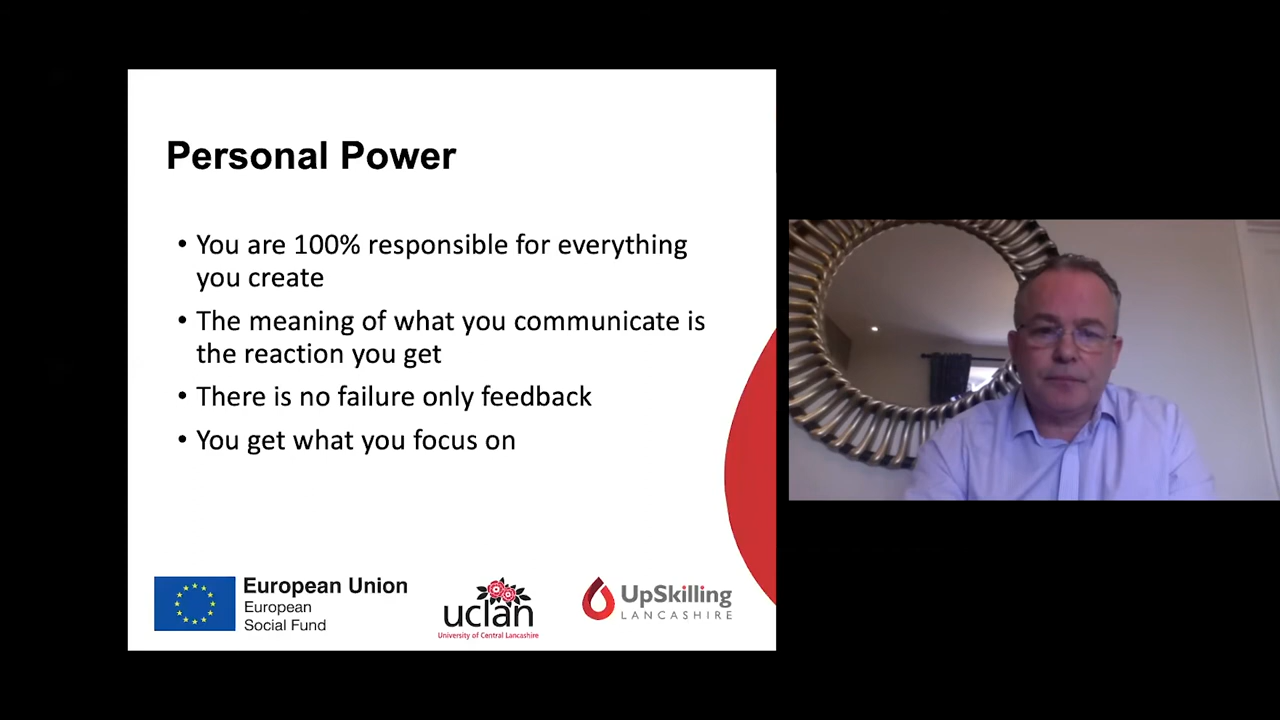 Personal Power
• You are 100% responsible for everything
you create
• The meaning of what you communicate is
the reaction you get
• There is no failure only feedback
• You get what you focus on
European Union
European
Social Fund
uclan
University of Central Lancashire
UpSkilling
LANCASHIRE